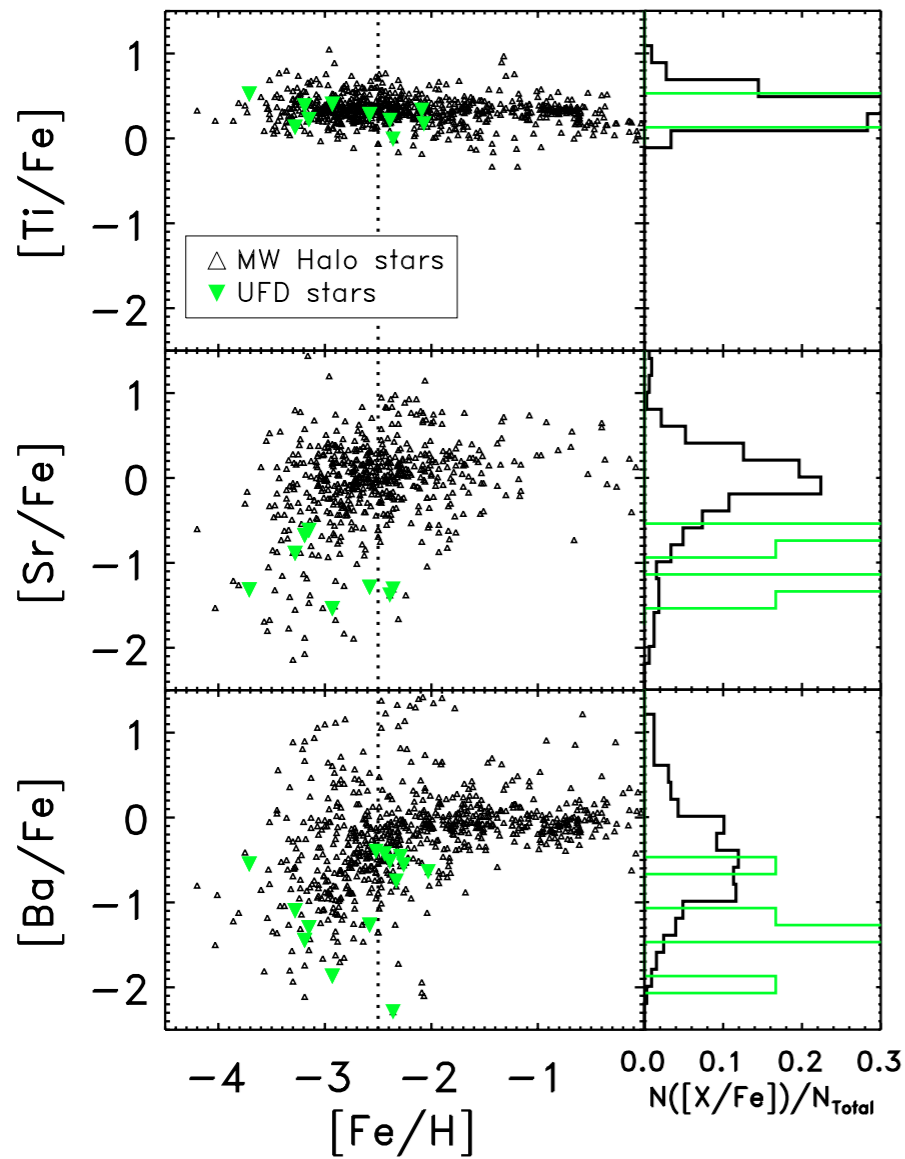 [Ti/Fe]
1
0
−1
−2
△ MW Halo stars
▼ UFD stars
[Sr/Fe]
1
0
−1
−2
[Ba/Fe]
1
0
−1
−2
−4 −3 −2 −1
[Fe/H]
0.0 0.1 0.2 0.3
N([X/Fe])/N_Total